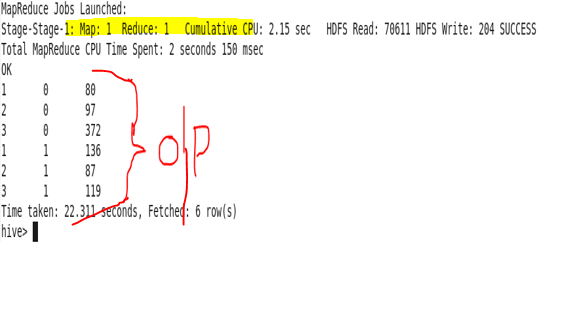 MapReduce Jobs Launched:
Stage-Stage-1: Map: 1  Reduce: 1   Cumulative CPU: 2.15 sec   HDFS Read: 70611 HDFS Write: 204 SUCCESS
Total MapReduce CPU Time Spent: 2 seconds 150 msec
OK
1       0       80
2       0       97
3       0       372
1       1       136
2       1       87
3       1       119
O/P
Time taken: 22.311 seconds, Fetched: 6 row(s)
hive>